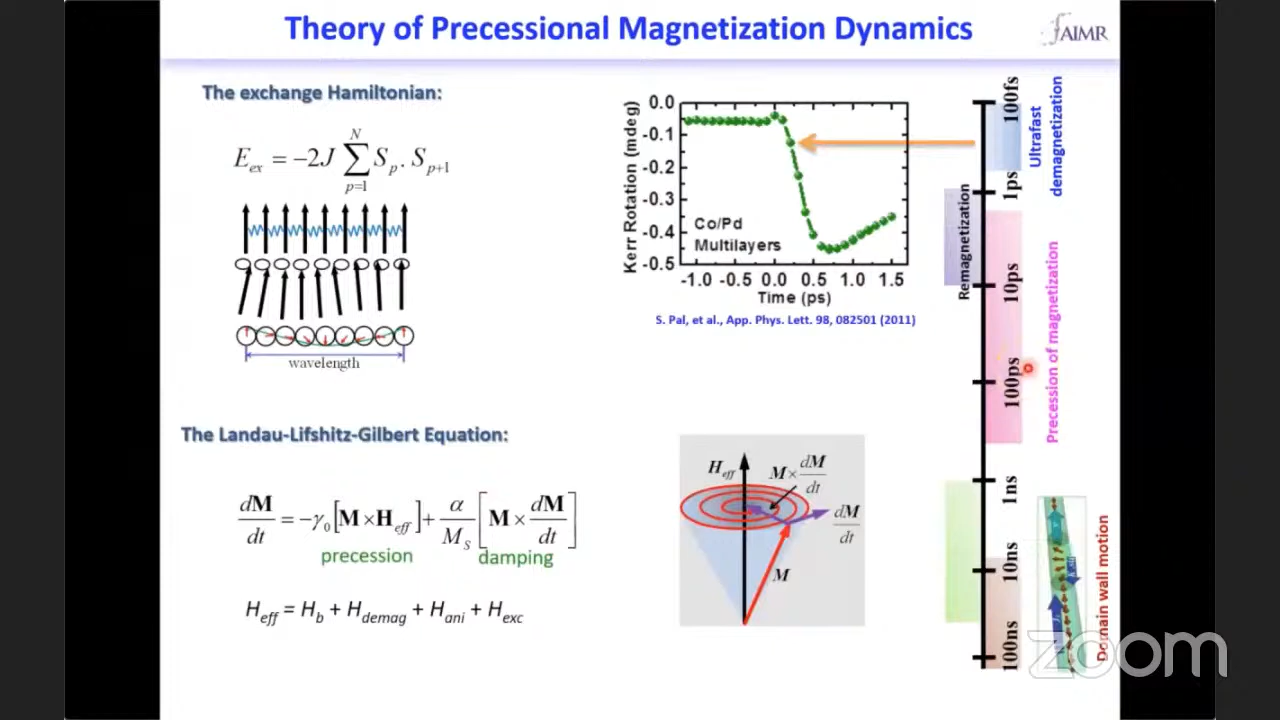 Theory of Precessional Magnetization Dynamics
AIMR
The exchange Hamiltonian:
E_ex = −2J ∑_{p=1}^{N} S_p . S_{p+1}
wavelength
Kerr Rotation (mdeg)
0.0
-0.1
-0.2
-0.3
-0.4
-0.5
Co/Pd
Multilayers
-1.0 -0.5 0.0 0.5 1.0 1.5
Time (ps)
S. Pal, et al., App. Phys. Lett. 98, 082501 (2011)
The Landau-Lifshitz-Gilbert Equation:
dM/dt = −γ_0 [M × H_eff] + α/M_S [M × dM/dt]
precession damping
H_eff = H_b + H_demag + H_ani + H_exc
H_eff
M × dM/dt
dM/dt
M
100fs
1ps
10ps
100ps
1ns
10ns
100ns
Ultrafast
demagnetization
Remagnetization
Precession of magnetization
Domain wall motion
zoom